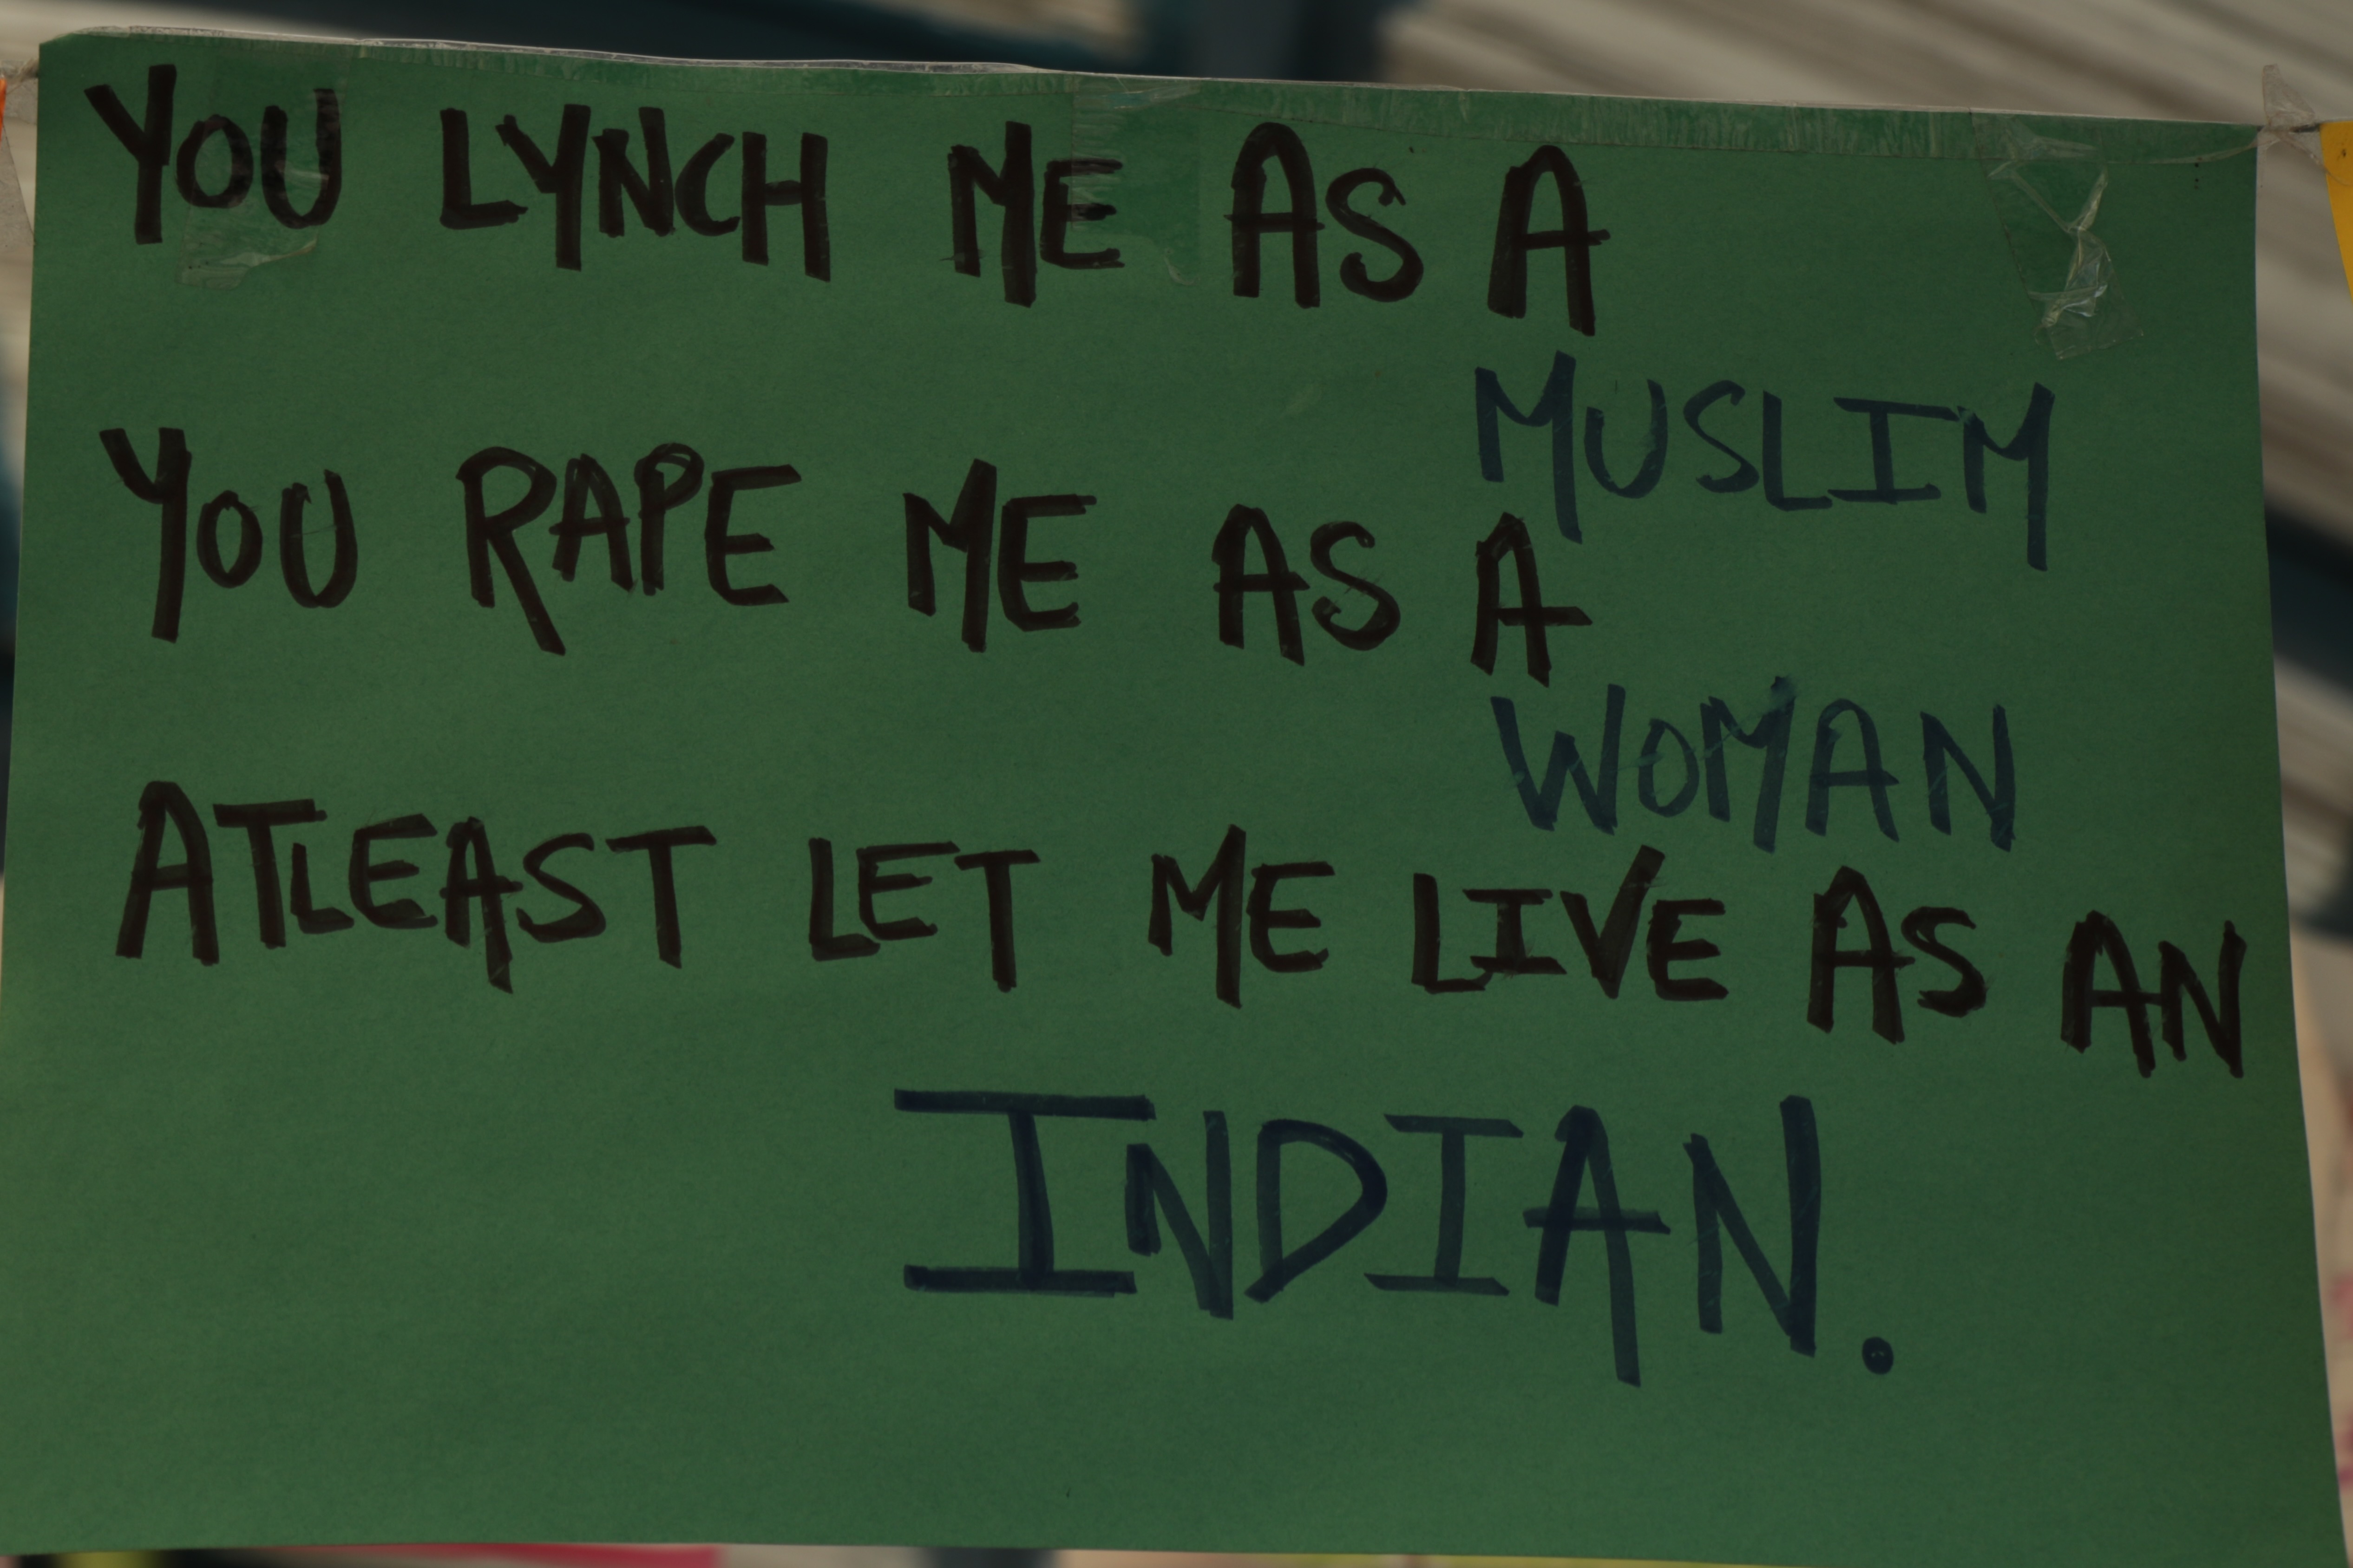 YOU LYNCH ME AS A
MUSLIM
YOU RAPE ME AS A
WOMAN
ATLEAST LET ME LIVE AS AN
INDIAN.